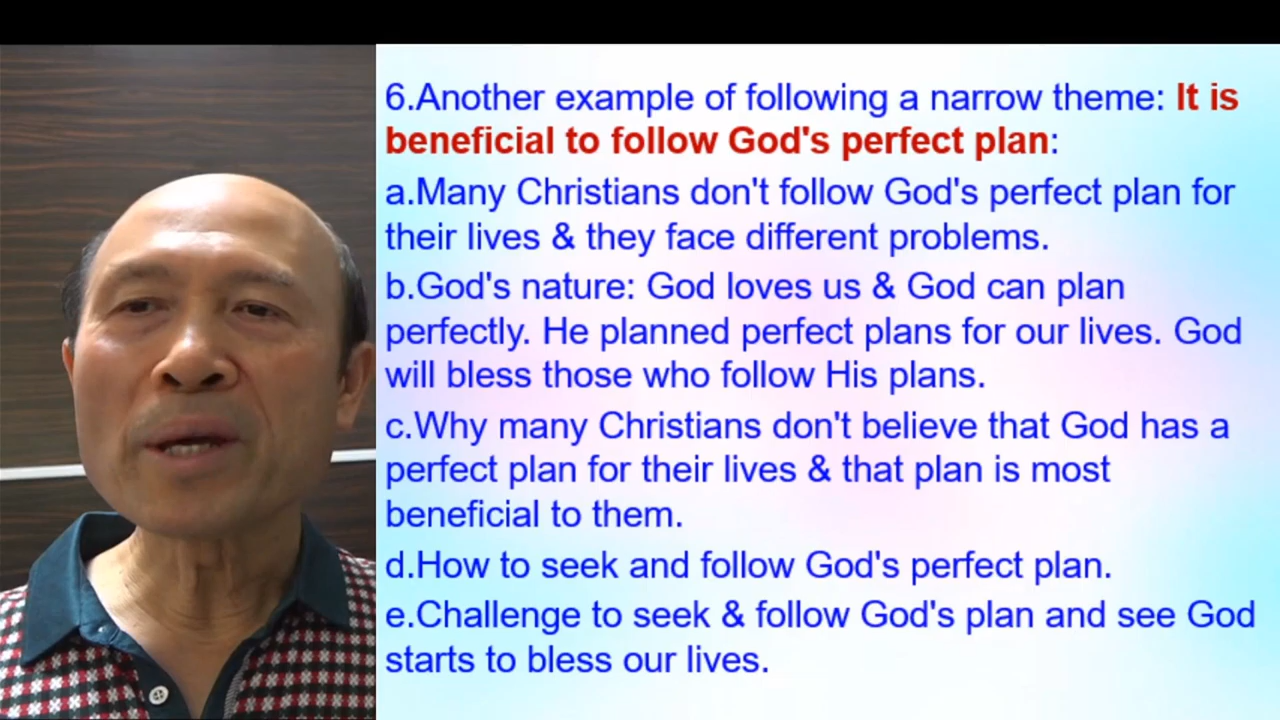 6.Another example of following a narrow theme: It is
beneficial to follow God's perfect plan:
a.Many Christians don't follow God's perfect plan for
their lives & they face different problems.
b.God's nature: God loves us & God can plan
perfectly. He planned perfect plans for our lives. God
will bless those who follow His plans.
c.Why many Christians don't believe that God has a
perfect plan for their lives & that plan is most
beneficial to them.
d.How to seek and follow God's perfect plan.
e.Challenge to seek & follow God's plan and see God
starts to bless our lives.